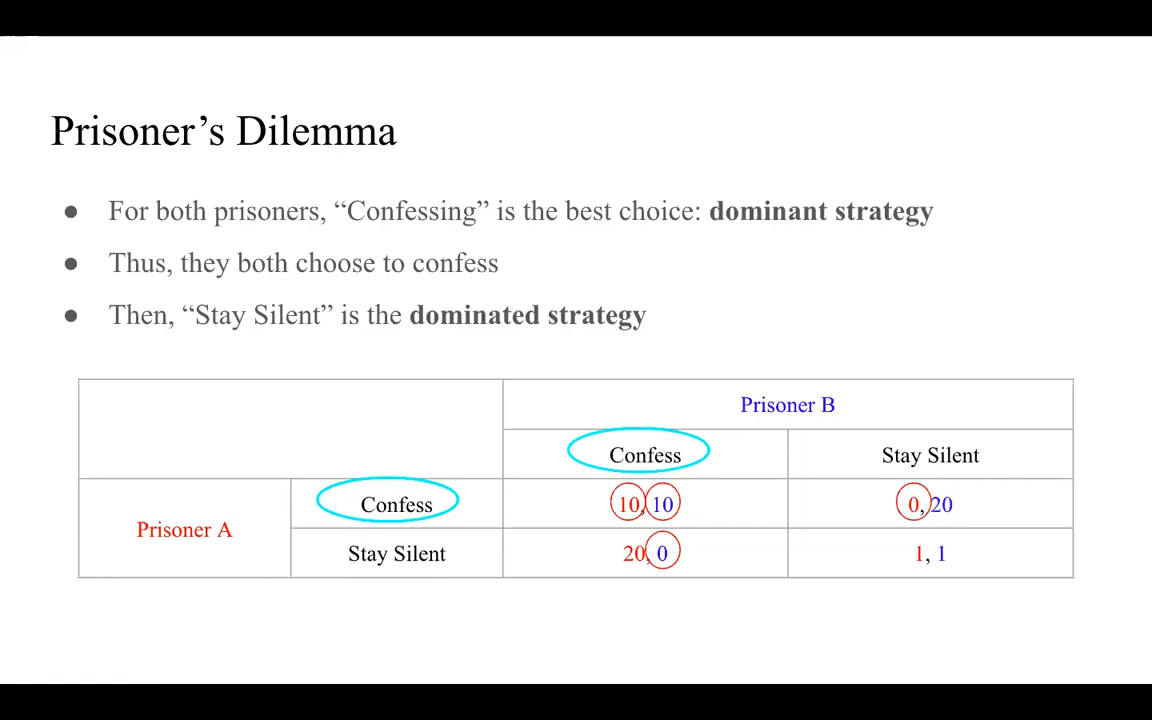 Prisoner’s Dilemma
● For both prisoners, “Confessing” is the best choice: dominant strategy
● Thus, they both choose to confess
● Then, “Stay Silent” is the dominated strategy
Prisoner B
Confess Stay Silent
Prisoner A
Confess 10, 10 0, 20
Stay Silent 20, 0 1, 1